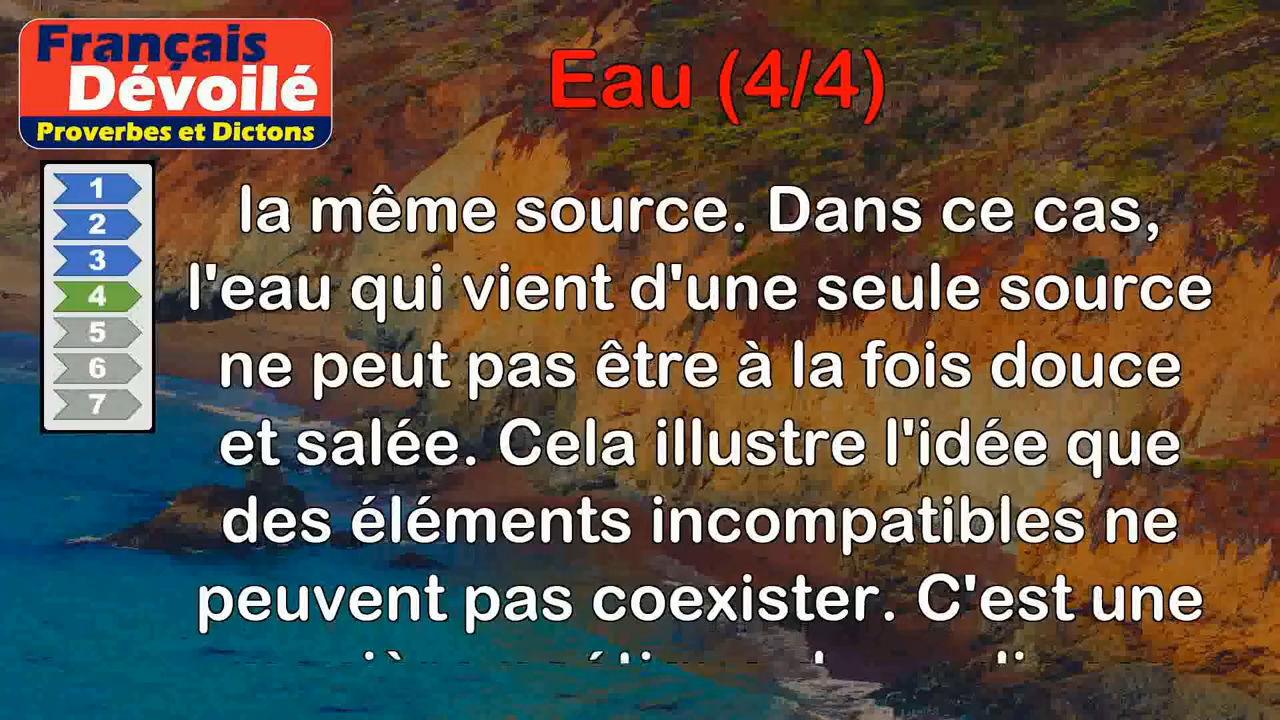 Français
Dévoilé
Proverbes et Dictons
Eau (4/4)
1
2
3
4
5
6
7
la même source. Dans ce cas,
l'eau qui vient d'une seule source
ne peut pas être à la fois douce
et salée. Cela illustre l'idée que
des éléments incompatibles ne
peuvent pas coexister. C'est une